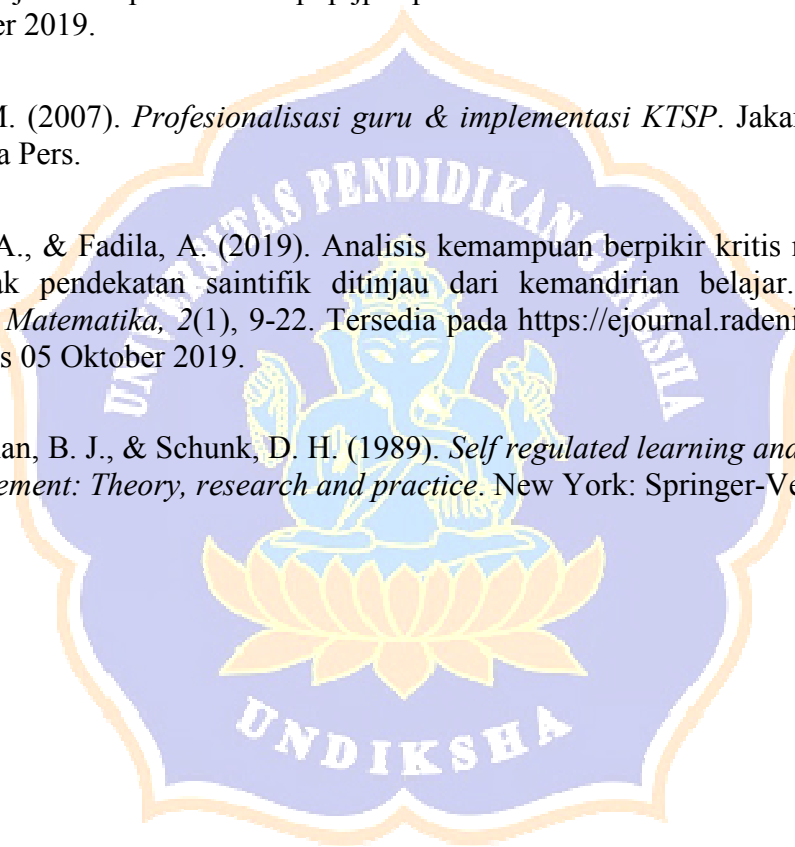 er 2019.
M. (2007). Profesionalisasi guru & implementasi KTSP. Jakar
a Pers.
A., & Fadila, A. (2019). Analisis kemampuan berpikir kritis
ak pendekatan saintifik ditinjau dari kemandirian belajar.
Matematika, 2(1), 9-22. Tersedia pada https://ejournal.radeni
s 05 Oktober 2019.
an, B. J., & Schunk, D. H. (1989). Self regulated learning and
ement: Theory, research and practice. New York: Springer-Ve
UNIVERSITAS PENDIDIKAN GANESHA
UNDIKSHA